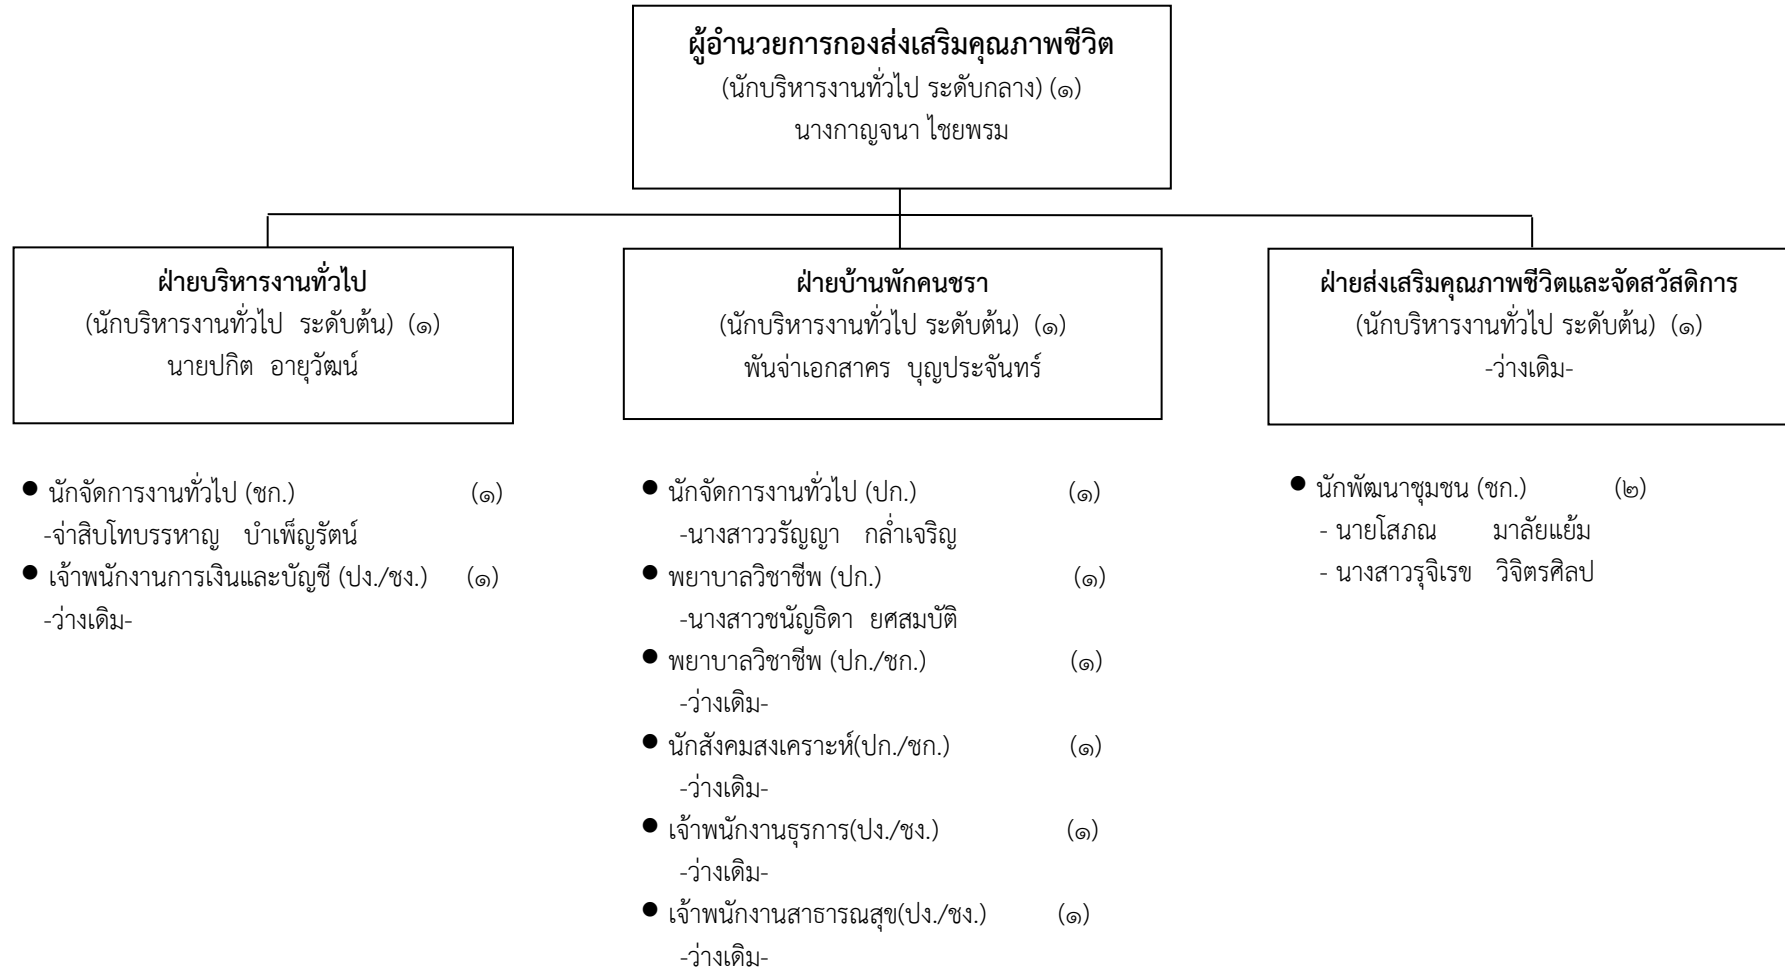 ผู้อำนวยการกองส่งเสริมคุณภาพชีวิต
(นักบริหารงานทั่วไป ระดับกลาง) (๑)
นางกาญจนา ไชยพรม
ฝ่ายบริหารงานทั่วไป
(นักบริหารงานทั่วไป ระดับต้น) (๑)
นายปกิต อายุวัฒน์
● นักจัดการงานทั่วไป (ชก.) (๑)
-จ่าสิบโทบรรหาญ บำเพ็ญรัตน์
● เจ้าพนักงานการเงินและบัญชี (ปง./ชง.) (๑)
-ว่างเดิม-
ฝ่ายบ้านพักคนชรา
(นักบริหารงานทั่วไป ระดับต้น) (๑)
พันจ่าเอกสาคร บุญประจันทร์
● นักจัดการงานทั่วไป (ปก.) (๑)
-นางสาววรัญญา กล่ำเจริญ
● พยาบาลวิชาชีพ (ปก.) (๑)
-นางสาวชนัญธิดา ยศสมบัติ
● พยาบาลวิชาชีพ (ปก./ชก.) (๑)
-ว่างเดิม-
● นักสังคมสงเคราะห์(ปก./ชก.) (๑)
-ว่างเดิม-
● เจ้าพนักงานธุรการ(ปง./ชง.) (๑)
-ว่างเดิม-
● เจ้าพนักงานสาธารณสุข(ปง./ชง.) (๑)
-ว่างเดิม-
ฝ่ายส่งเสริมคุณภาพชีวิตและจัดสวัสดิการ
(นักบริหารงานทั่วไป ระดับต้น) (๑)
-ว่างเดิม-
● นักพัฒนาชุมชน (ชก.) (๒)
- นายโสภณ มาลัยแย้ม
- นางสาวรุจิเรข วิจิตรศิลป